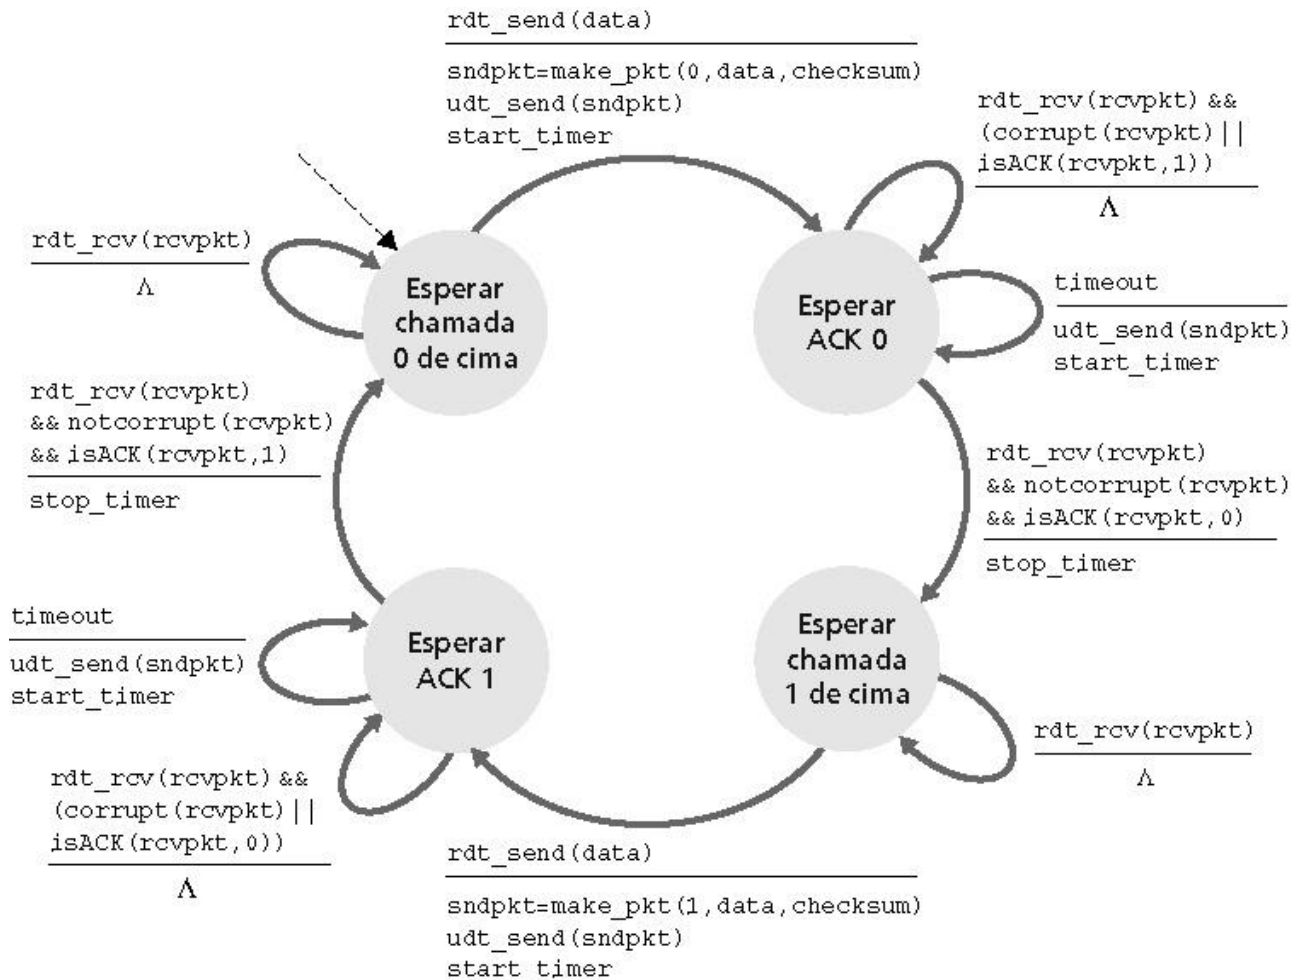 rdt_send(data)
sndpkt=make_pkt(0,data,checksum)
udt_send(sndpkt)
start_timer
rdt_rcv(rcvpkt) &&
(corrupt(rcvpkt)||
isACK(rcvpkt,1))
Λ
rdt_rcv(rcvpkt)
Λ
Esperar
chamada
0 de cima
Esperar
ACK 0
timeout
udt_send(sndpkt)
start_timer
rdt_rcv(rcvpkt)
&& notcorrupt(rcvpkt)
&& isACK(rcvpkt,1)
stop_timer
rdt_rcv(rcvpkt)
&& notcorrupt(rcvpkt)
&& isACK(rcvpkt,0)
stop_timer
timeout
udt_send(sndpkt)
start_timer
Esperar
ACK 1
Esperar
chamada
1 de cima
rdt_rcv(rcvpkt)
Λ
rdt_rcv(rcvpkt) &&
(corrupt(rcvpkt)||
isACK(rcvpkt,0))
Λ
rdt_send(data)
sndpkt=make_pkt(1,data,checksum)
udt_send(sndpkt)
start_timer